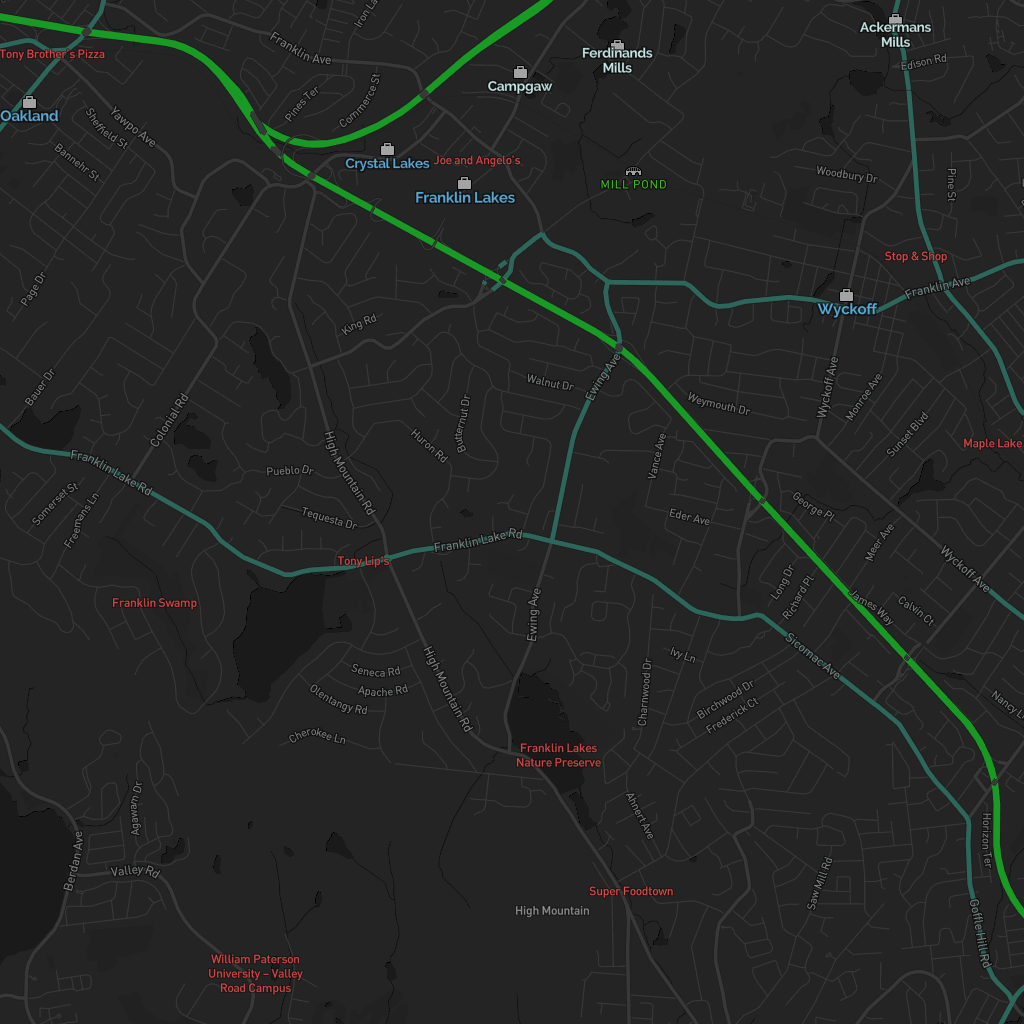 Iron La
Ackermans
Mills
Franklin Ave
Ferdinands
Mills
Tony Brother's Pizza
Edison Rd
Campgaw
Pines Ter
Commerce St
Oakland
Yawpo Ave
Sheffield St
Bannehr St
Crystal Lakes
Joe and Angelo's
Woodbury Dr
Pine St
MILL POND
Franklin Lakes
Stop & Shop
Page Dr
Franklin Ave
Wyckoff
King Rd
Walnut Dr
Ewing Ave
Bauer Dr
Wyckoff Ave
Monroe Ave
Weymouth Dr
Colonial Rd
Butternut Dr
Huron Rd
Sunset Blvd
Maple Lake
High Mountain Rd
Vance Ave
Franklin Lake Rd
Pueblo Dr
Somerset St
Freemans Ln
Tequesta Dr
Eder Ave
George Pl
Meer Ave
Franklin Lake Rd
Tony Lip's
Wyckoff Ave
Long Dr
Richard Pl
Franklin Swamp
James Way
Calvin Ct
Ewing Ave
Sicomac Ave
Ivy Ln
High Mountain Rd
Seneca Rd
Apache Rd
Olentangy Rd
Charnwood Dr
Birchwood Dr
Frederick Ct
Nancy L
Cherokee Ln
Franklin Lakes
Nature Preserve
Agawam Dr
Ahnert Ave
Horizon Ter
Berdan Ave
Valley Rd
Saw Mill Rd
Super Foodtown
High Mountain
Goffle Hill Rd
William Paterson
University – Valley
Road Campus